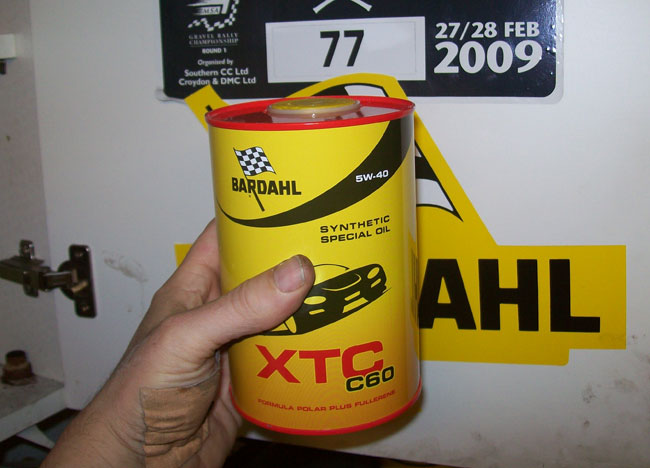 MSA
GRAVEL RALLY
CHAMPIONSHIP
ROUND 1
Organised by
Southern CC Ltd
Croydon & DMC Ltd
77
27/28 FEB
2009
BARDAHL
5W-40
SYNTHETIC
SPECIAL OIL
XTC
C60
FORMULA POLAR PLUS FULLERENE
AHL